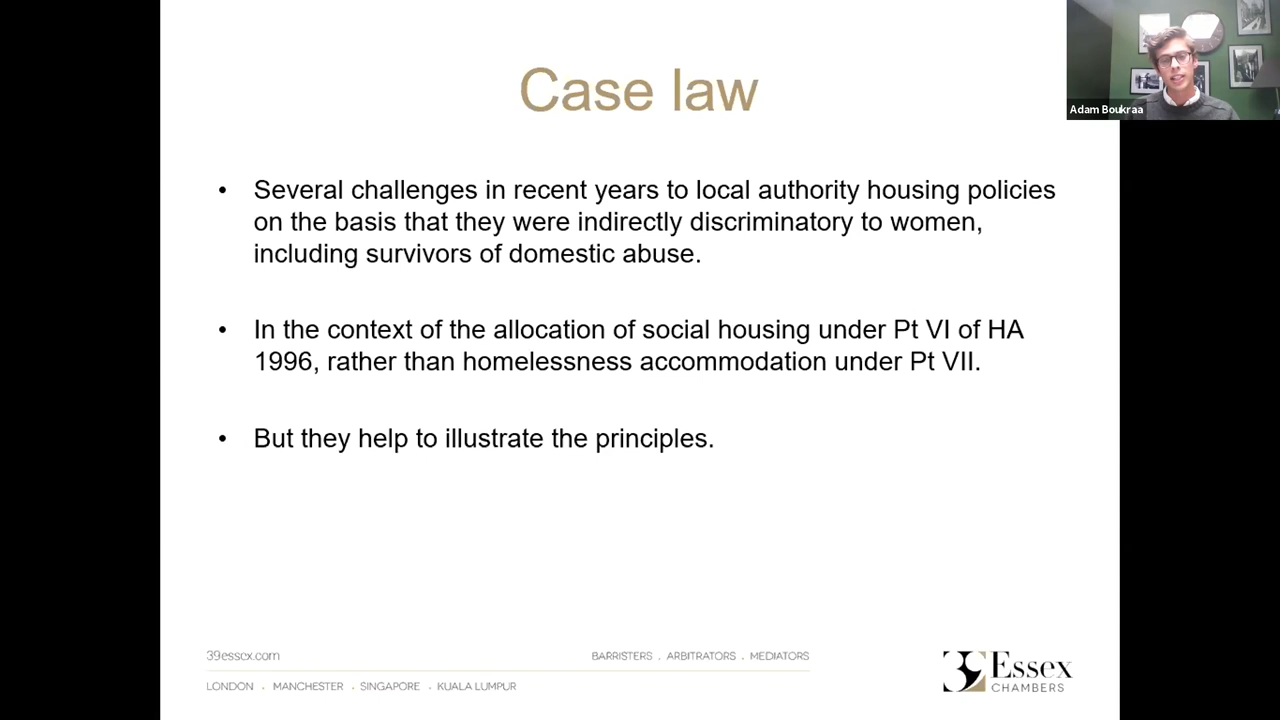 Case law
Adam Boukraa
• Several challenges in recent years to local authority housing policies
on the basis that they were indirectly discriminatory to women,
including survivors of domestic abuse.
• In the context of the allocation of social housing under Pt VI of HA
1996, rather than homelessness accommodation under Pt VII.
• But they help to illustrate the principles.
39essex.com
BARRISTERS . ARBITRATORS . MEDIATORS
LONDON . MANCHESTER . SINGAPORE . KUALA LUMPUR
39 Essex
CHAMBERS